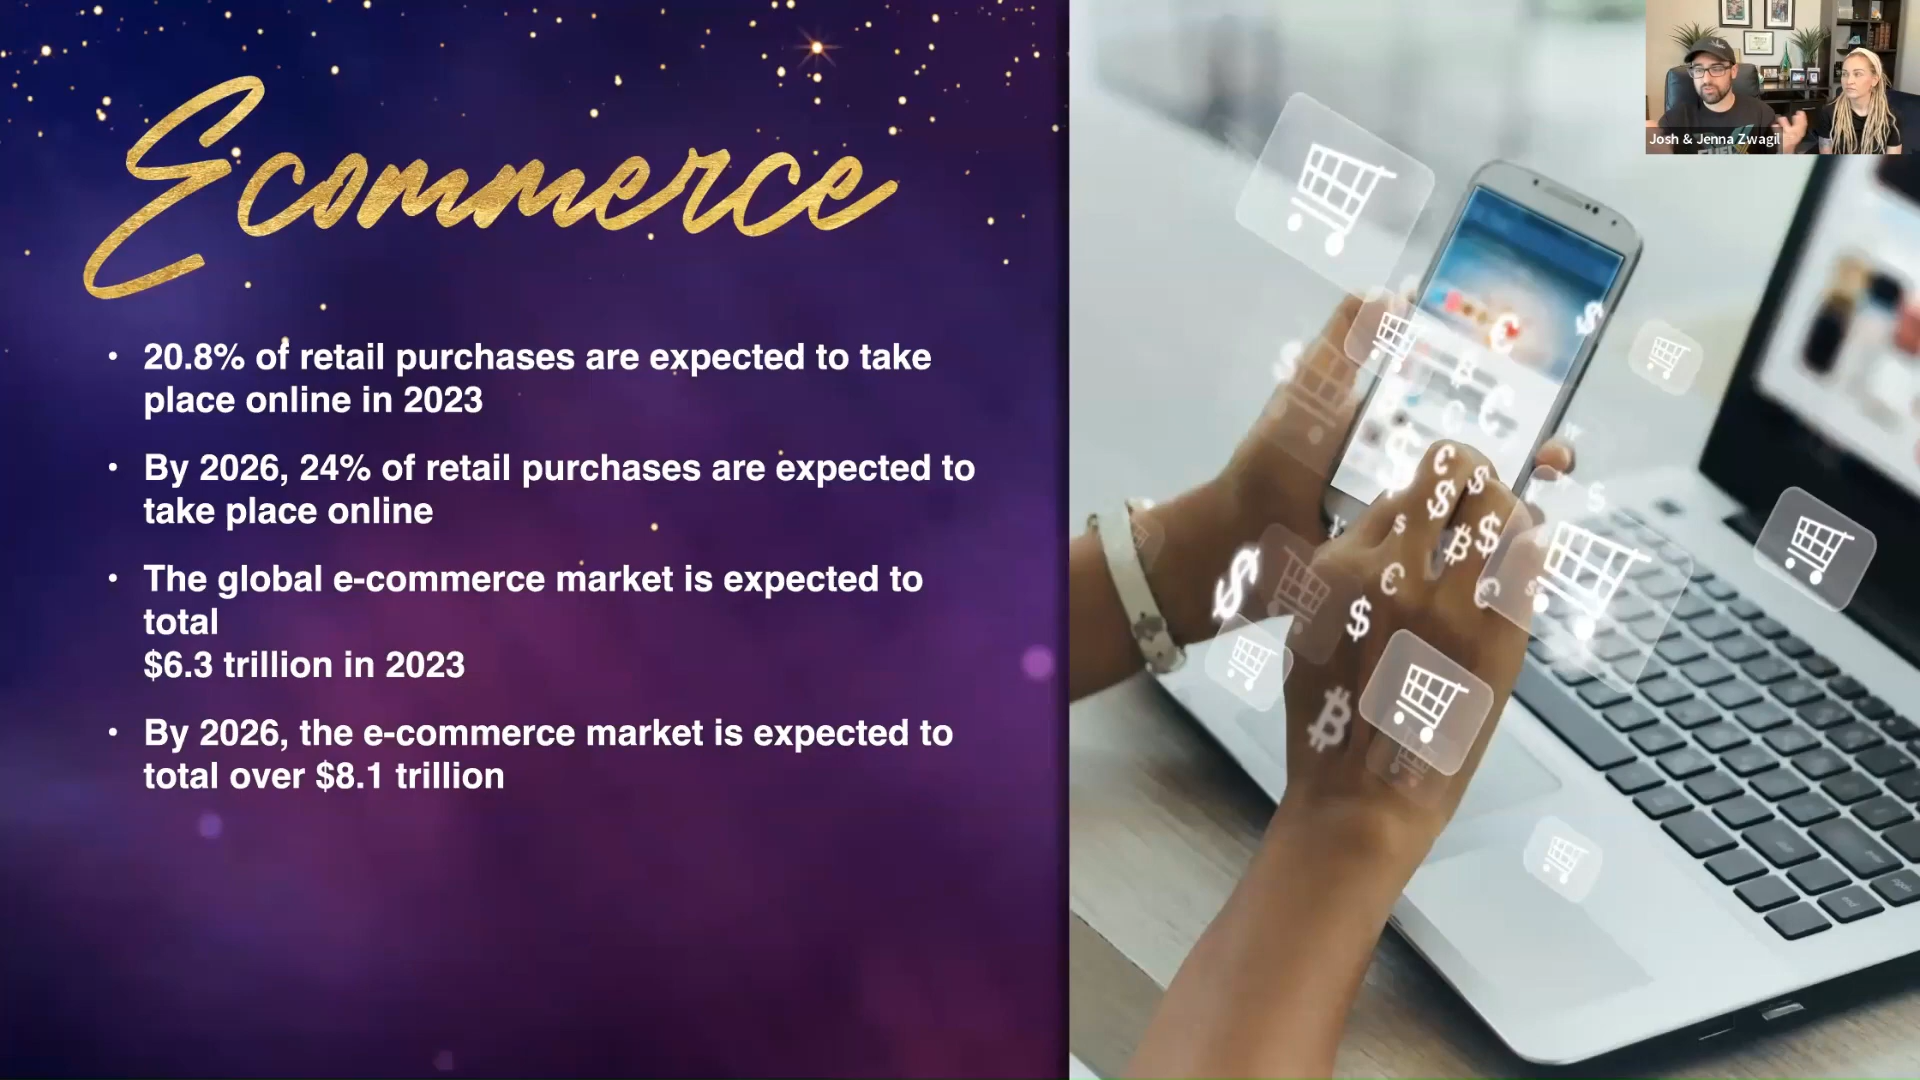 Ecommerce
• 20.8% of retail purchases are expected to take
place online in 2023
• By 2026, 24% of retail purchases are expected to
take place online
• The global e-commerce market is expected to
total
$6.3 trillion in 2023
• By 2026, the e-commerce market is expected to
total over $8.1 trillion
Josh & Jenna Zwagil